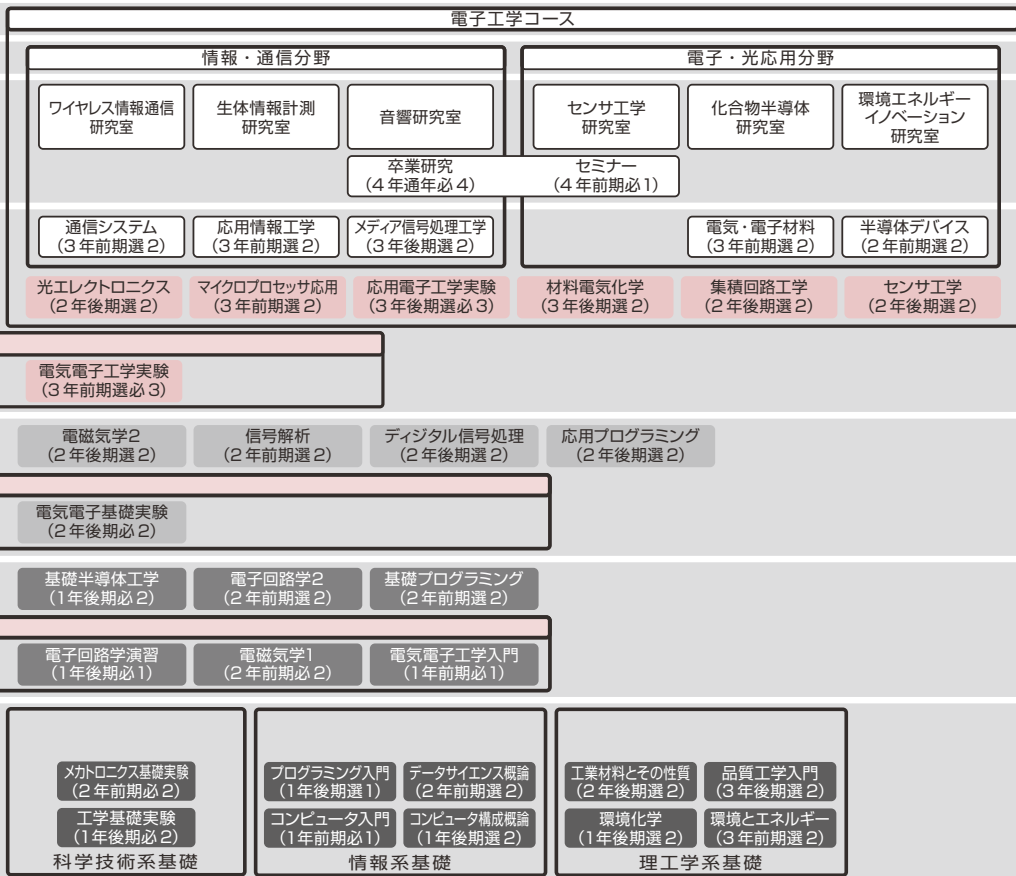 電子工学コース
情報・通信分野
電子・光応用分野
ワイヤレス情報通信
研究室
生体情報計測
研究室
音響研究室
センサ工学
研究室
化合物半導体
研究室
環境エネルギー
イノベーション
研究室
卒業研究
(4年通年必4)
セミナー
(4年前期必1)
通信システム
(3年前期選2)
応用情報工学
(3年前期選2)
メディア信号処理工学
(3年後期選2)
電気・電子材料
(3年前期選2)
半導体デバイス
(2年前期選2)
光エレクトロニクス
(2年後期選2)
マイクロプロセッサ応用
(3年前期選2)
応用電子工学実験
(3年後期選必3)
材料電気化学
(3年後期選2)
集積回路工学
(2年後期選2)
センサ工学
(2年後期選2)
電気電子工学実験
(3年前期選必3)
電磁気学2
(2年後期選2)
信号解析
(2年前期選2)
ディジタル信号処理
(2年後期選2)
応用プログラミング
(2年後期選2)
電気電子基礎実験
(2年後期必2)
基礎半導体工学
(1年後期必2)
電子回路学2
(2年前期選2)
基礎プログラミング
(2年前期選2)
電子回路学演習
(1年後期必1)
電磁気学1
(2年前期必2)
電気電子工学入門
(1年前期必1)
メカトロニクス基礎実験
(2年前期必2)
工学基礎実験
(1年後期必2)
科学技術系基礎
プログラミング入門
(1年後期選1)
データサイエンス概論
(2年前期選2)
コンピュータ入門
(1年前期必1)
コンピュータ構成概論
(1年後期選2)
情報系基礎
工業材料とその性質
(2年後期選2)
品質工学入門
(3年後期選2)
環境化学
(1年後期選2)
環境とエネルギー
(3年前期選2)
理工学系基礎